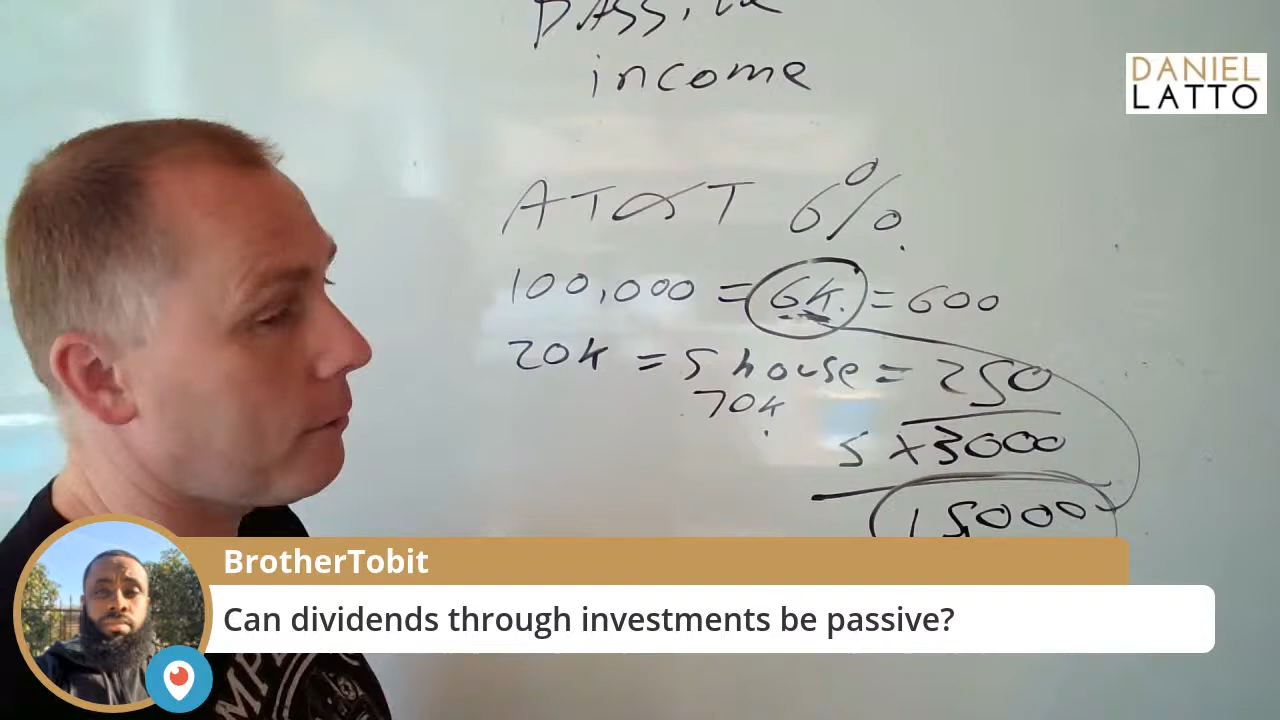 passive
income
DANIEL
LATTO
AT&T 6%.
100,000 = 6K. = 600
20K = 5 house = 250
70K.
5 x 3000
15000
BrotherTobit
Can dividends through investments be passive?